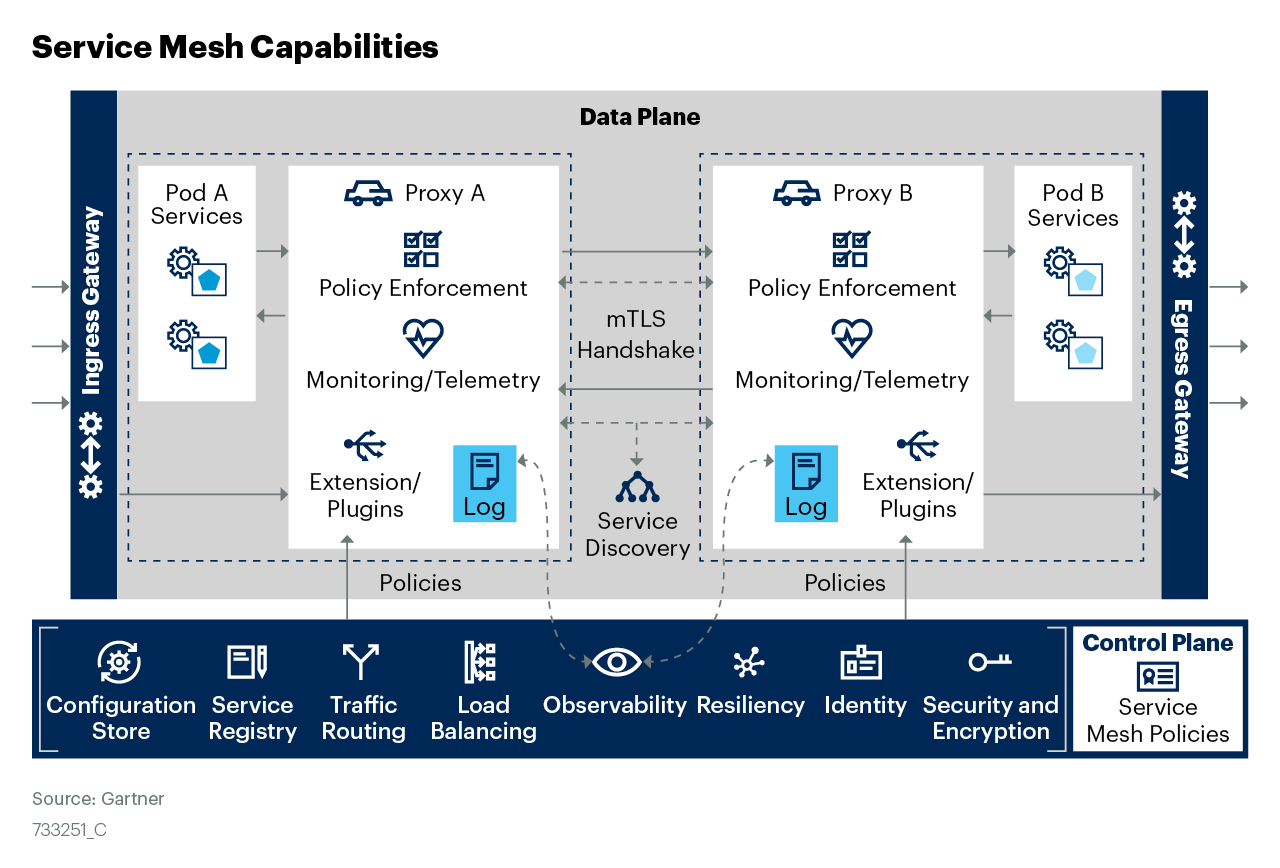 Service Mesh Capabilities
Data Plane
Ingress Gateway
Pod A
Services
Proxy A
Policy Enforcement
Monitoring/Telemetry
Extension/
Plugins
Log
mTLS
Handshake
Service
Discovery
Proxy B
Policy Enforcement
Monitoring/Telemetry
Log
Extension/
Plugins
Pod B
Services
Egress Gateway
Policies
Policies
Configuration
Store
Service
Registry
Traffic
Routing
Load
Balancing
Observability
Resiliency
Identity
Security and
Encryption
Control Plane
Service
Mesh Policies
Source: Gartner
733251_C